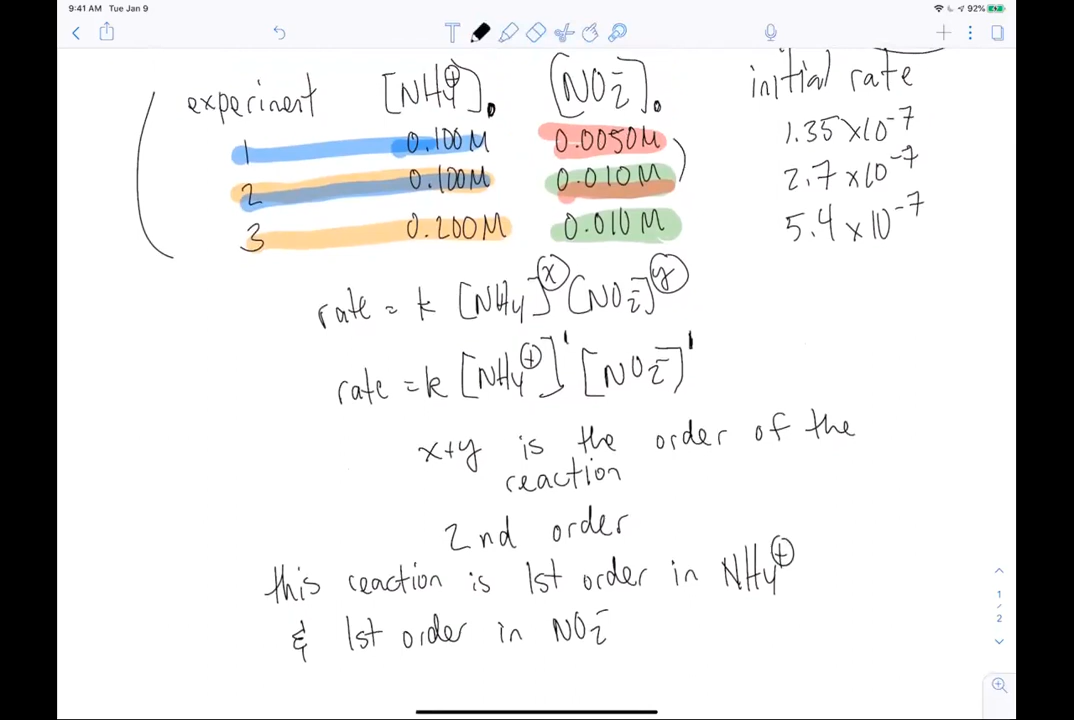 9:41 AM Tue Jan 9
92%
experiment [NH₄⁺]₀ [NO₂⁻]₀ initial rate
1 0.100M 0.0050M 1.35×10⁻⁷
2 0.100M 0.010M 2.7×10⁻⁷
3 0.200M 0.010M 5.4×10⁻⁷
rate = k [NH₄⁺]ˣ [NO₂⁻]ʸ
rate = k [NH₄⁺]¹ [NO₂⁻]¹
x+y is the order of the
reaction
2nd order
this reaction is 1st order in NH₄⁺
& 1st order in NO₂⁻
1
/
2